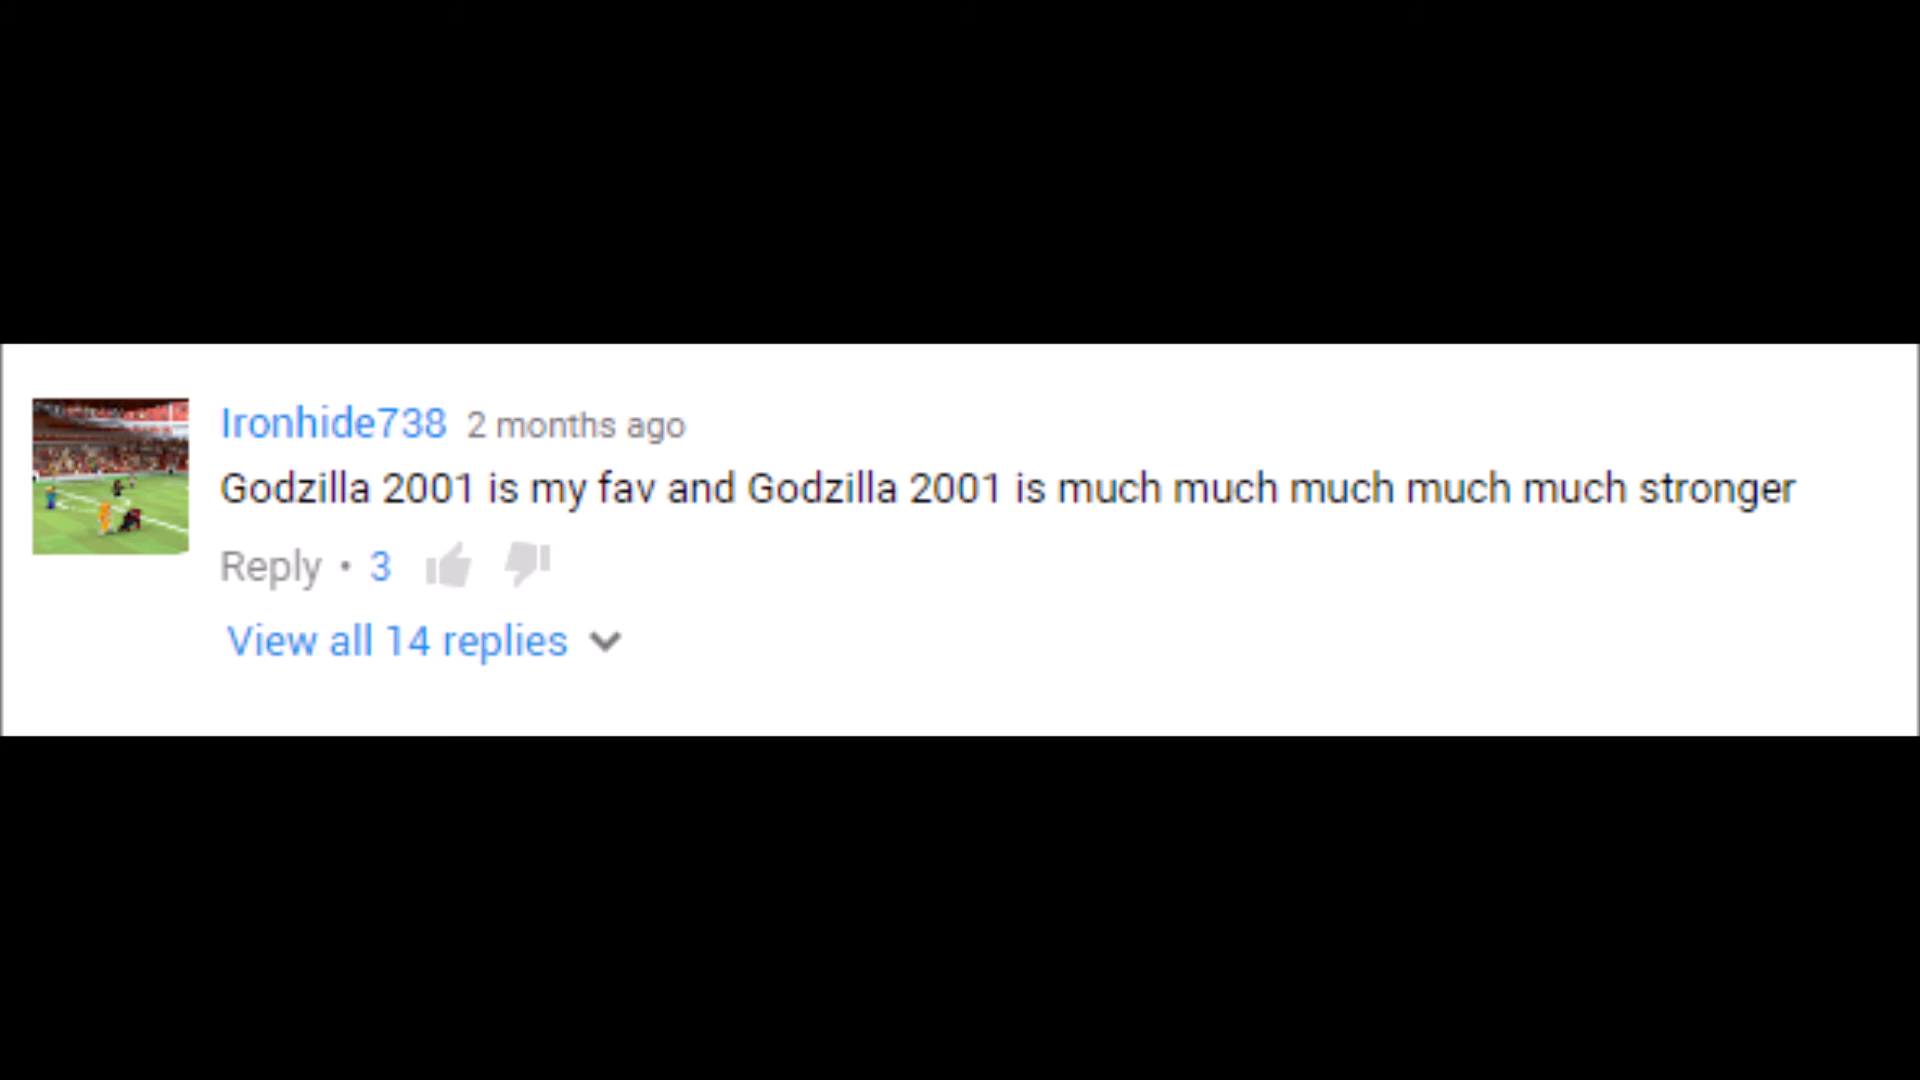 Ironhide738 2 months ago
Godzilla 2001 is my fav and Godzilla 2001 is much much much much much stronger
Reply • 3
View all 14 replies